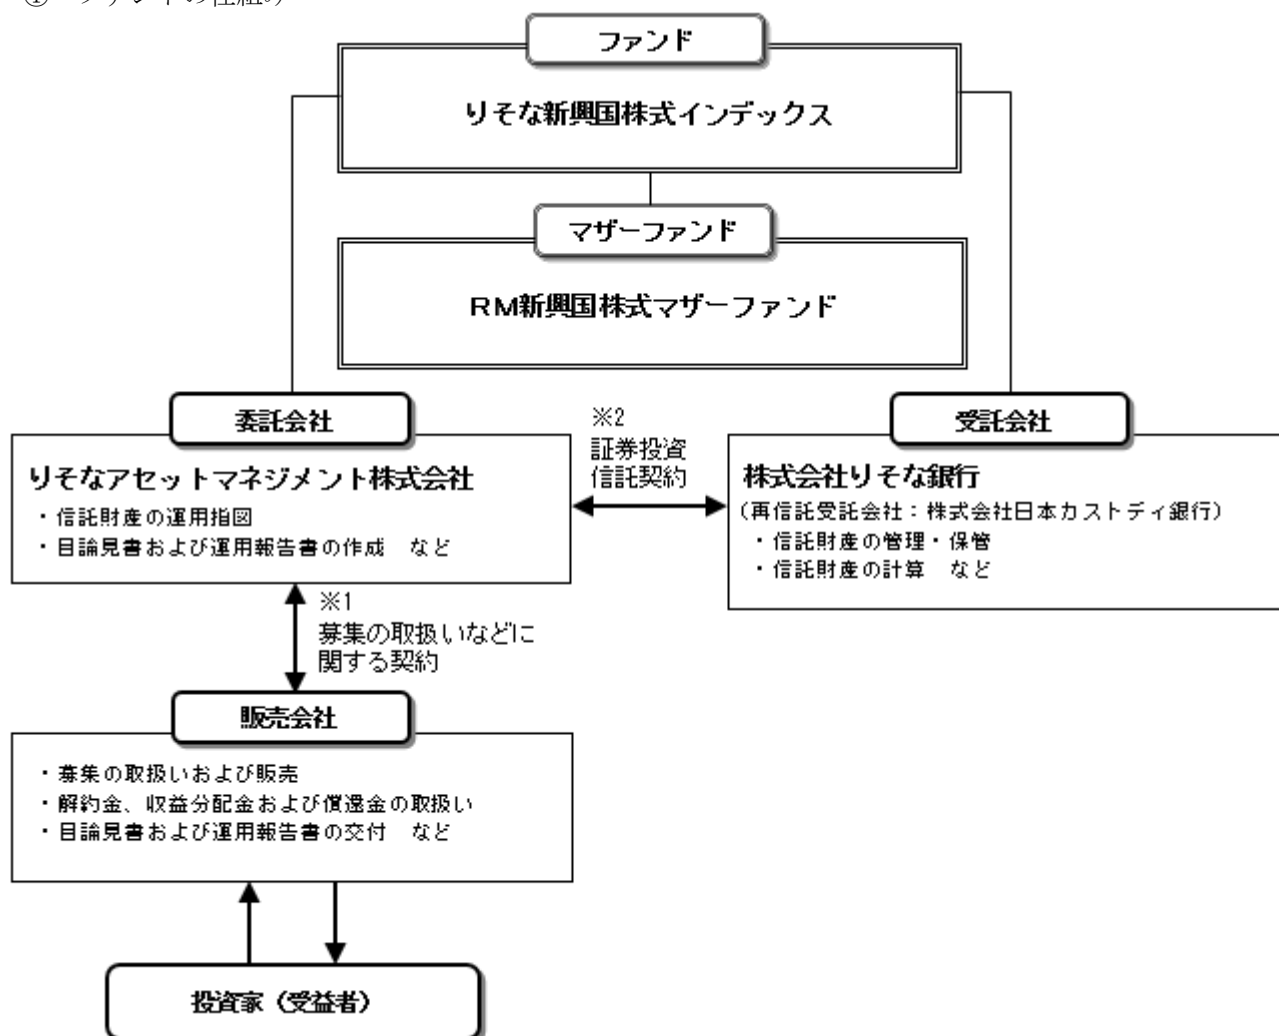 ① ファンドの仕組み
ファンド
りそな新興国株式インデックス
マザーファンド
RM新興国株式マザーファンド
委託会社
りそなアセットマネジメント株式会社
・信託財産の運用指図
・目論見書および運用報告書の作成 など
※2
証券投資
信託契約
受託会社
株式会社りそな銀行
(再信託受託会社：株式会社日本カストディ銀行)
・信託財産の管理・保管
・信託財産の計算 など
※1
募集の取扱いなどに
関する契約
販売会社
・募集の取扱いおよび販売
・解約金、収益分配金および償還金の取扱い
・目論見書および運用報告書の交付 など
投資家（受益者）